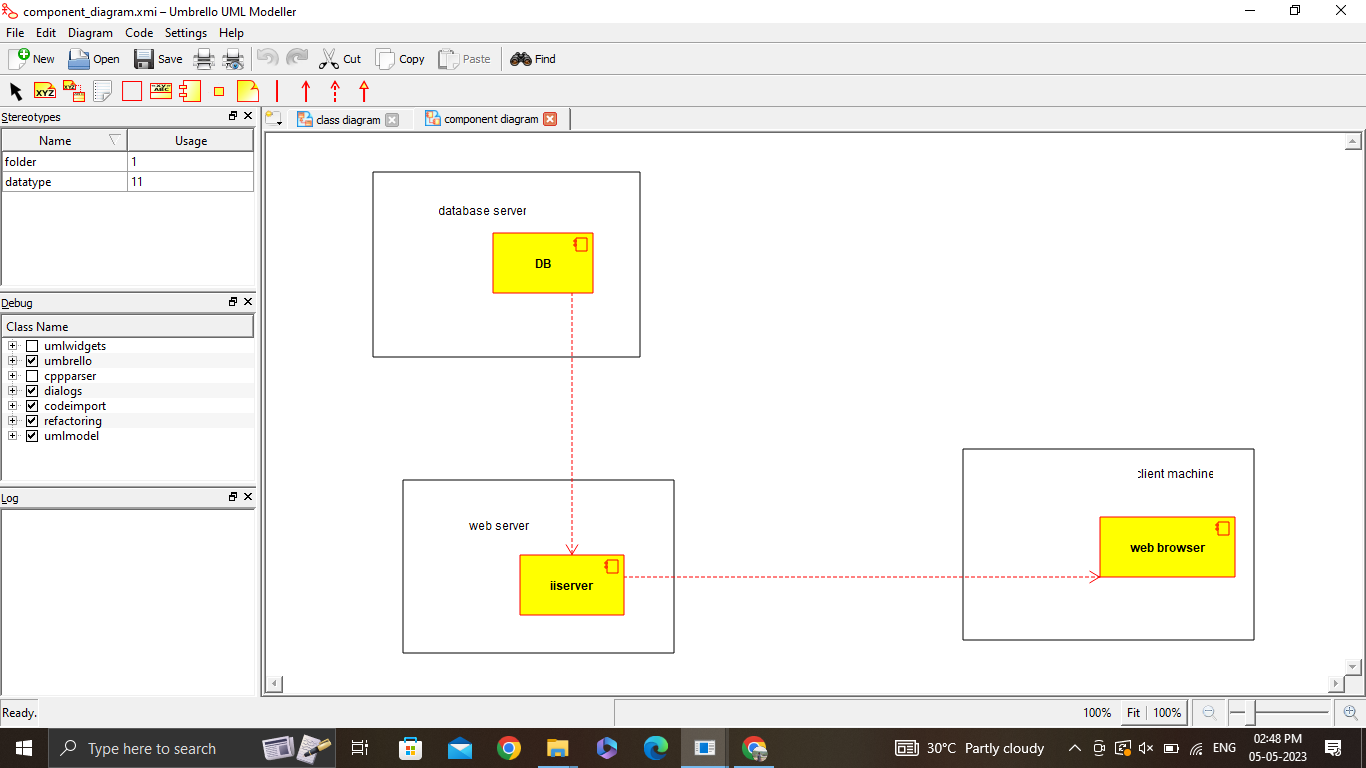 component_diagram.xmi – Umbrello UML Modeller
File Edit Diagram Code Settings Help
New Open Save Cut Copy Paste Find
XYZ
Stereotypes
class diagram component diagram
Name Usage
folder 1
datatype 11
Debug
Class Name
umlwidgets
umbrello
cppparser
dialogs
codeimport
refactoring
umlmodel
Log
database server
DB
web server
iiserver
client machine
web browser
Ready.
100% Fit 100%
Type here to search
30°C Partly cloudy
ENG
02:48 PM
05-05-2023